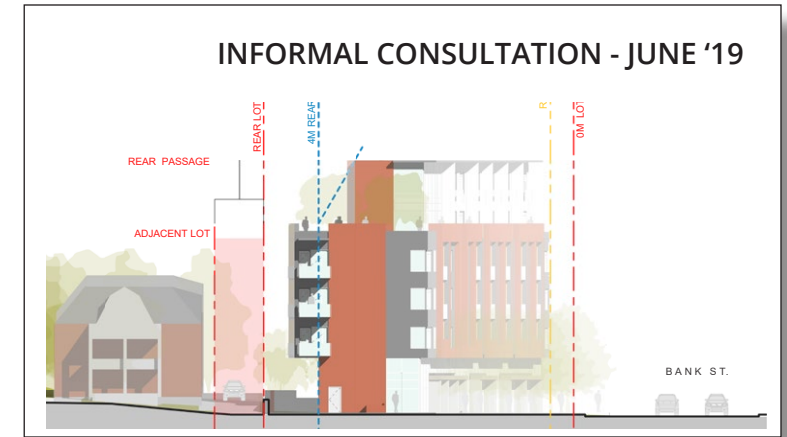 INFORMAL CONSULTATION - JUNE ‘19
REAR LOT
4M REAR
R
0M LOT
REAR PASSAGE
ADJACENT LOT
BANK ST.